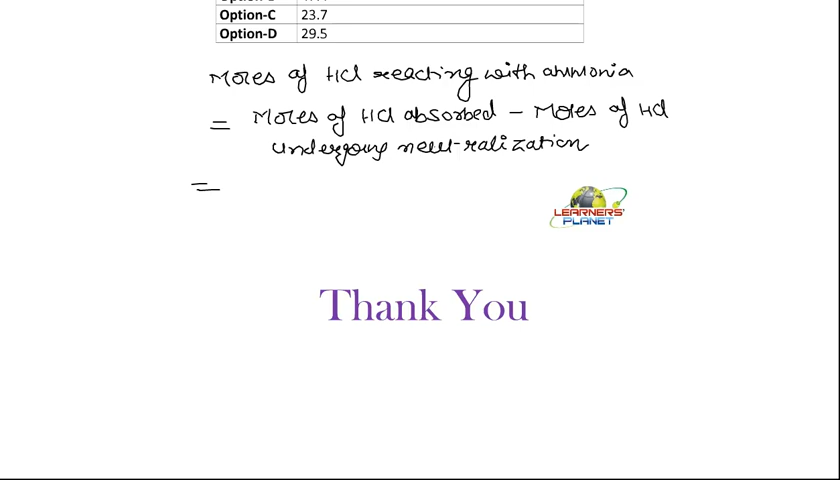 Option-C 23.7
Option-D 29.5
Moles of HCl reacting with ammonia
= Moles of HCl absorbed - Moles of HCl
undergoing neutralization
=
LEARNERS'
PLANET
Thank You